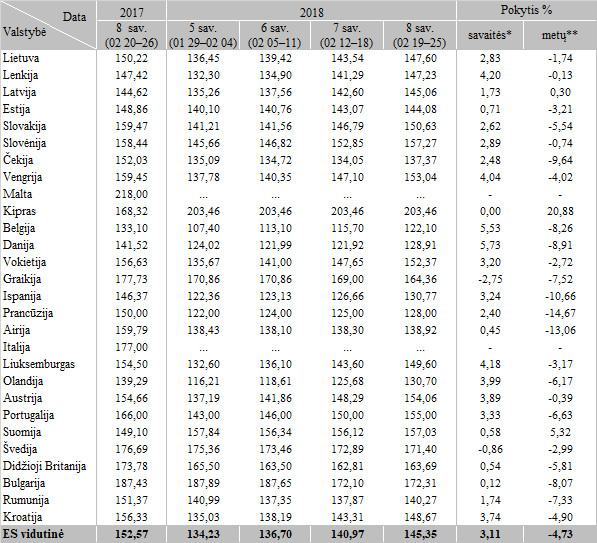 Data 2017 2018 Pokytis %
Valstybė 8 sav. (02 20–26) 5 sav. (01 29–02 04) 6 sav. (02 05–11) 7 sav. (02 12–18) 8 sav. (02 19–25) savaitės* metų**
Lietuva 150,22 136,45 139,42 143,54 147,60 2,83 -1,74
Lenkija 147,42 132,30 134,90 141,29 147,23 4,20 -0,13
Latvija 144,62 135,26 137,56 142,60 145,06 1,73 0,30
Estija 148,86 140,10 140,76 143,07 144,08 0,71 -3,21
Slovakija 159,47 141,21 141,56 146,79 150,63 2,62 -5,54
Slovėnija 158,44 145,66 146,82 152,85 157,27 2,89 -0,74
Čekija 152,03 135,09 134,72 134,05 137,37 2,48 -9,64
Vengrija 159,45 137,78 140,35 147,10 153,04 4,04 -4,02
Malta 218,00 ... ... ... ... - -
Kipras 168,32 203,46 203,46 203,46 203,46 0,00 20,88
Belgija 133,10 107,40 113,10 115,70 122,10 5,53 -8,26
Danija 141,52 124,02 121,99 121,92 128,91 5,73 -8,91
Vokietija 156,63 135,67 141,00 147,65 152,37 3,20 -2,72
Graikija 177,73 170,86 170,86 169,00 164,36 -2,75 -7,52
Ispanija 146,37 122,36 123,13 126,66 130,77 3,24 -10,66
Prancūzija 150,00 122,00 124,00 125,00 128,00 2,40 -14,67
Airija 159,79 138,43 138,10 138,30 138,92 0,45 -13,06
Italija 177,00 ... ... ... ... - -
Liuksemburgas 154,50 132,60 136,10 143,60 149,60 4,18 -3,17
Olandija 139,29 116,21 118,61 125,68 130,70 3,99 -6,17
Austrija 154,66 137,19 141,86 148,29 154,06 3,89 -0,39
Portugalija 166,00 143,00 146,00 150,00 155,00 3,33 -6,63
Suomija 149,10 157,84 156,34 156,12 157,03 0,58 5,32
Švedija 176,69 175,36 173,46 172,89 171,40 -0,86 -2,99
Didžioji Britanija 173,78 165,50 163,50 162,81 163,69 0,54 -5,81
Bulgarija 187,43 187,89 187,65 172,10 172,31 0,12 -8,07
Rumunija 151,37 140,99 137,35 137,87 140,27 1,74 -7,33
Kroatija 156,33 135,03 138,19 143,31 148,67 3,74 -4,90
ES vidutinė 152,57 134,23 136,70 140,97 145,35 3,11 -4,73